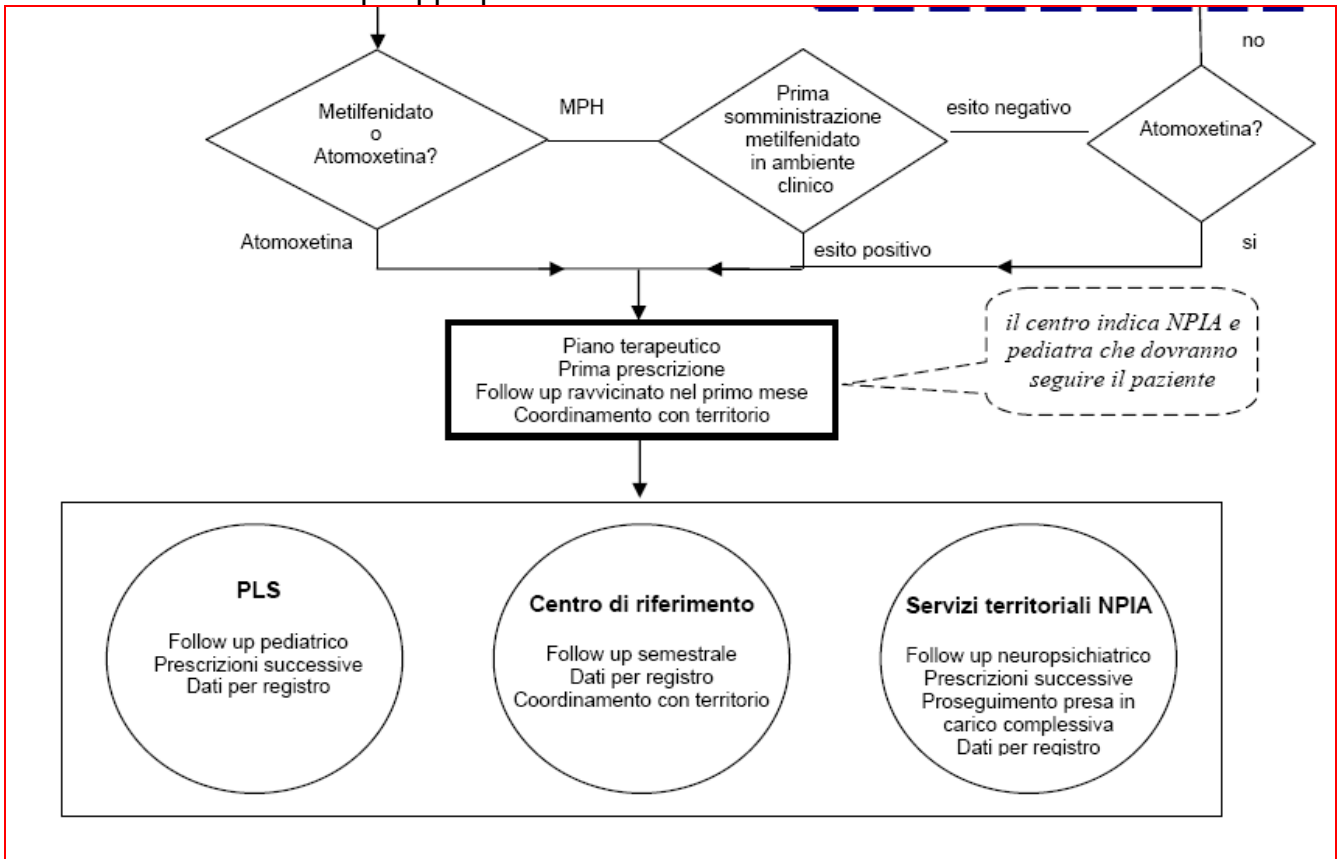 no
Metilfenidato
o
Atomoxetina?
MPH
Prima
somministrazione
metilfenidato
in ambiente
clinico
esito negativo
Atomoxetina?
Atomoxetina
esito positivo
si
Piano terapeutico
Prima prescrizione
Follow up ravvicinato nel primo mese
Coordinamento con territorio
il centro indica NPIA e
pediatra che dovranno
seguire il paziente
PLS
Follow up pediatrico
Prescrizioni successive
Dati per registro
Centro di riferimento
Follow up semestrale
Dati per registro
Coordinamento con territorio
Servizi territoriali NPIA
Follow up neuropsichiatrico
Prescrizioni successive
Proseguimento presa in
carico complessiva
Dati per registro